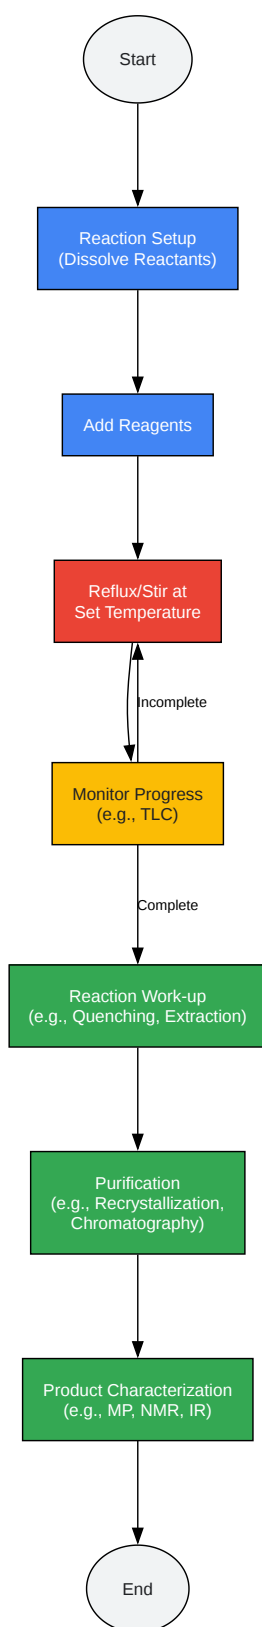 Start
Reaction Setup
(Dissolve Reactants)
Add Reagents
Reflux/Stir at
Set Temperature
Incomplete
Monitor Progress
(e.g., TLC)
Complete
Reaction Work-up
(e.g., Quenching, Extraction)
Purification
(e.g., Recrystallization,
Chromatography)
Product Characterization
(e.g., MP, NMR, IR)
End